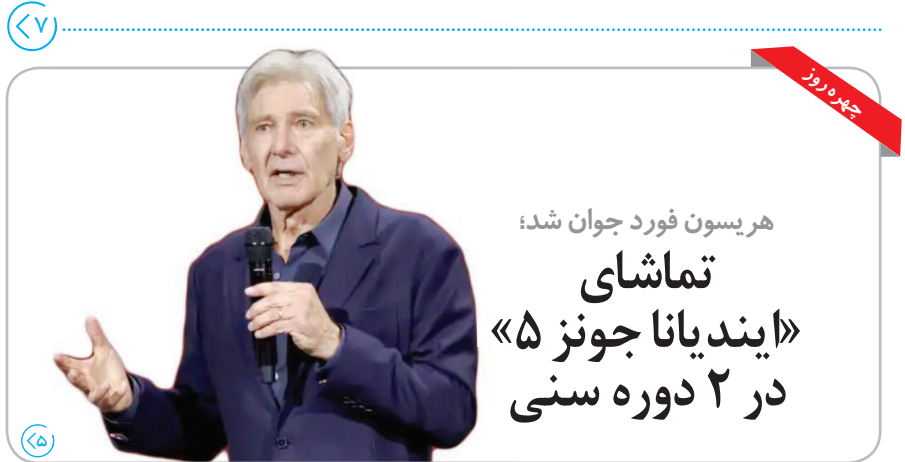 ۷
چهره روز
هریسون فورد جوان شد؛
تماشای
«ایندیانا جونز ۵»
در ۲ دوره سنی
۵